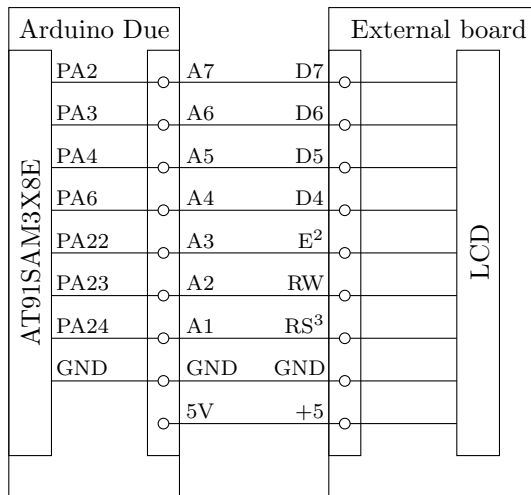 Arduino Due External board
PA2 A7 D7
PA3 A6 D6
PA4 A5 D5
PA6 A4 D4
PA22 A3 E²
PA23 A2 RW
PA24 A1 RS³
GND GND GND
5V +5
AT91SAM3X8E
LCD